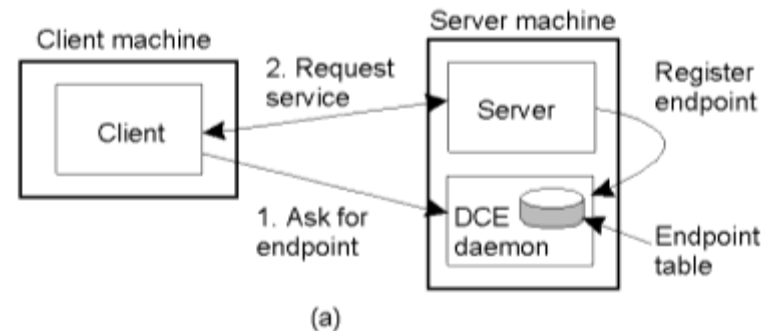 Client machine
Server machine
2. Request
service
Register
endpoint
Client
Server
1. Ask for
endpoint
DCE
daemon
Endpoint
table
(a)